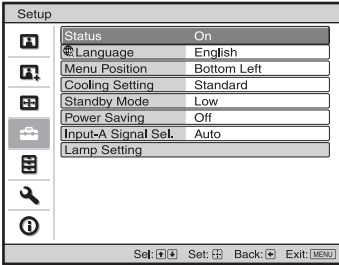 Setup
Status On
Language English
Menu Position Bottom Left
Cooling Setting Standard
Standby Mode Low
Power Saving Off
Input-A Signal Sel. Auto
Lamp Setting
Sel: Set: Back: Exit: MENU